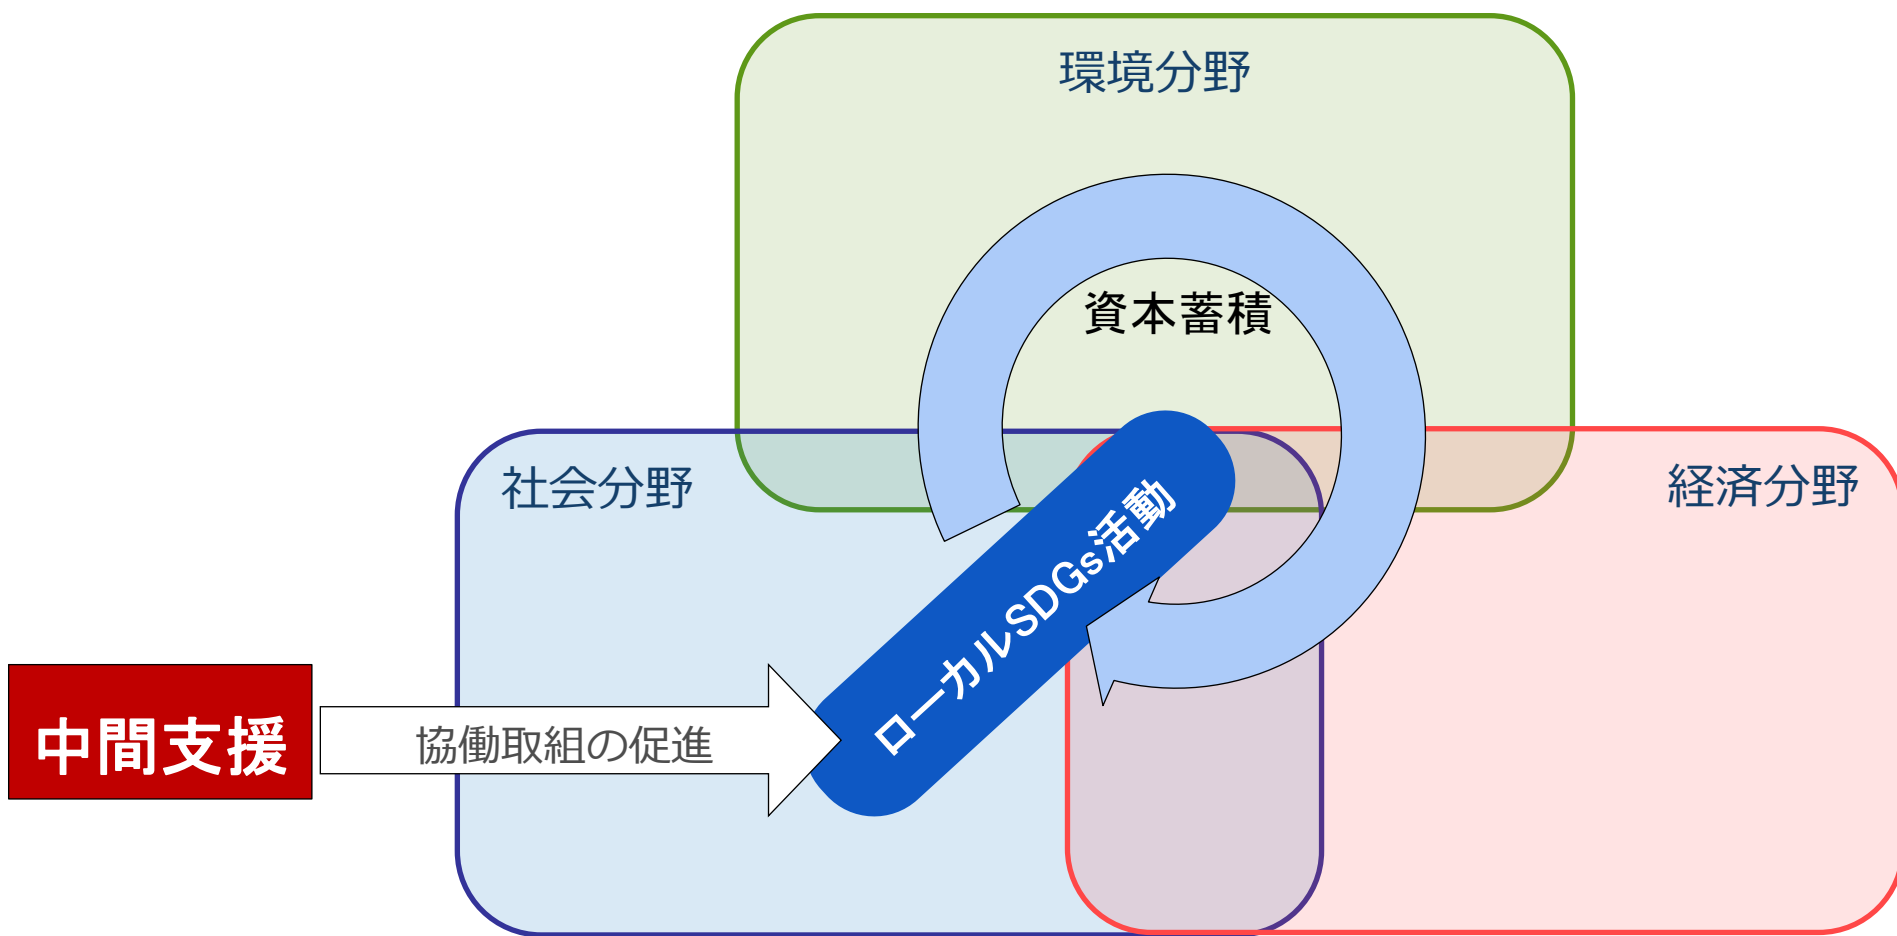 環境分野
資本蓄積
社会分野
経済分野
ローカルSDGs活動
中間支援
協働取組の促進